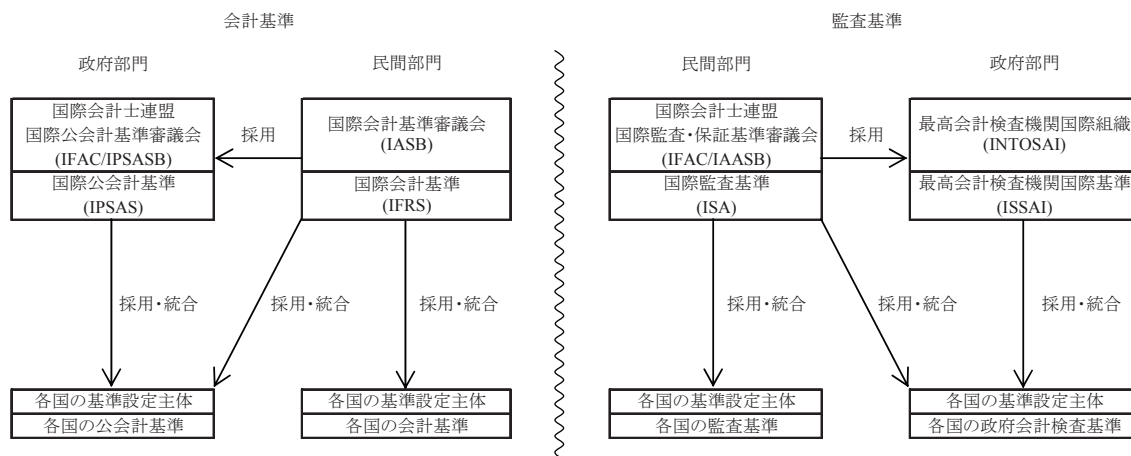 会計基準
監査基準
政府部門
民間部門
民間部門
政府部門
国際会計士連盟
国際公会計基準審議会
(IFAC/IPSASB)
国際公会計基準
(IPSAS)
採用
国際会計基準審議会
(IASB)
国際会計基準
(IFRS)
国際会計士連盟
国際監査・保証基準審議会
(IFAC/IAASB)
国際監査基準
(ISA)
採用
最高会計検査機関国際組織
(INTOSAI)
最高会計検査機関国際基準
(ISSAI)
採用・統合
採用・統合
採用・統合
採用・統合
採用・統合
採用・統合
各国の基準設定主体
各国の公会計基準
各国の基準設定主体
各国の会計基準
各国の基準設定主体
各国の監査基準
各国の基準設定主体
各国の政府会計検査基準